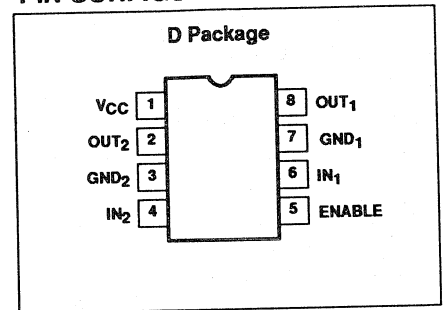 D Package
VCC 1 8 OUT1
OUT2 2 7 GND1
GND2 3 6 IN1
IN2 4 5 ENABLE